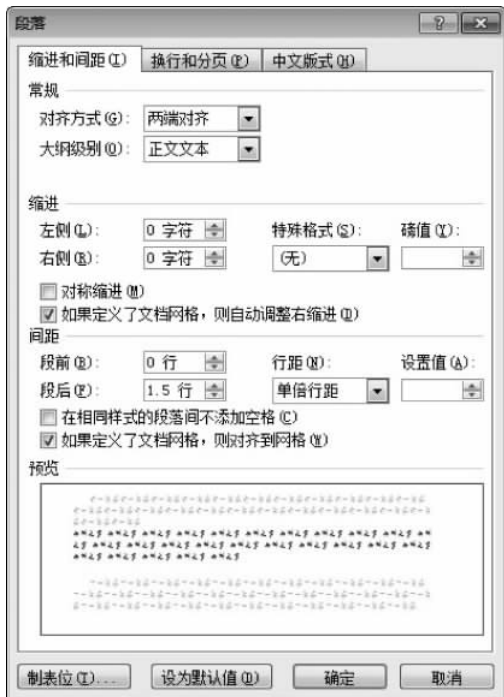 段落
缩进和间距(I) 换行和分页(P) 中文版式(H)
常规
对齐方式(G): 两端对齐
大纲级别(O): 正文文本
缩进
左侧(L): 0 字符 特殊格式(S): 磅值(Y):
右侧(R): 0 字符 (无)
对称缩进(M)
如果定义了文档网格，则自动调整右缩进(D)
间距
段前(B): 0 行 行距(N): 设置值(A):
段后(F): 1.5 行 单倍行距
在相同样式的段落间不添加空格(C)
如果定义了文档网格，则对齐到网格(W)
预览
制表位(T)... 设为默认值(D) 确定 取消